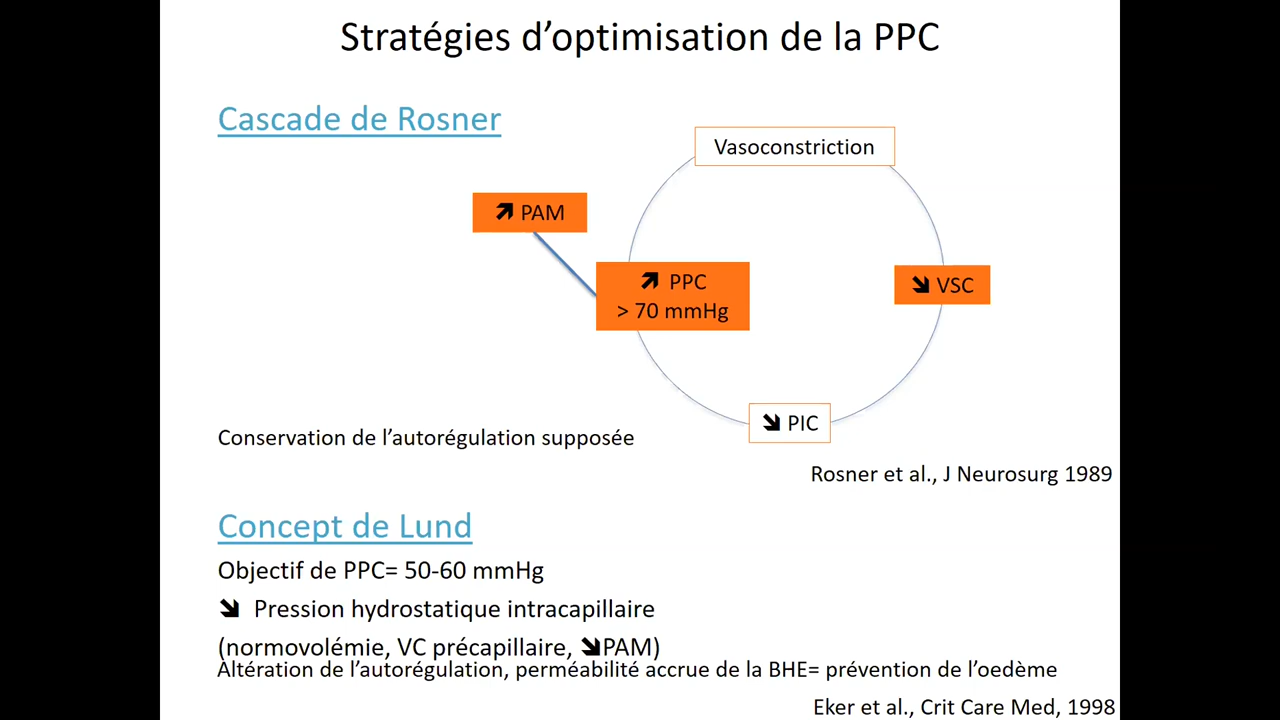 Stratégies d’optimisation de la PPC
Cascade de Rosner
Vasoconstriction
↗ PAM
↗ PPC
> 70 mmHg
↘ VSC
↘ PIC
Conservation de l’autorégulation supposée
Rosner et al., J Neurosurg 1989
Concept de Lund
Objectif de PPC= 50-60 mmHg
↘ Pression hydrostatique intracapillaire
(normovolémie, VC précapillaire, ↘PAM)
Altération de l’autorégulation, perméabilité accrue de la BHE= prévention de l’oedème
Eker et al., Crit Care Med, 1998